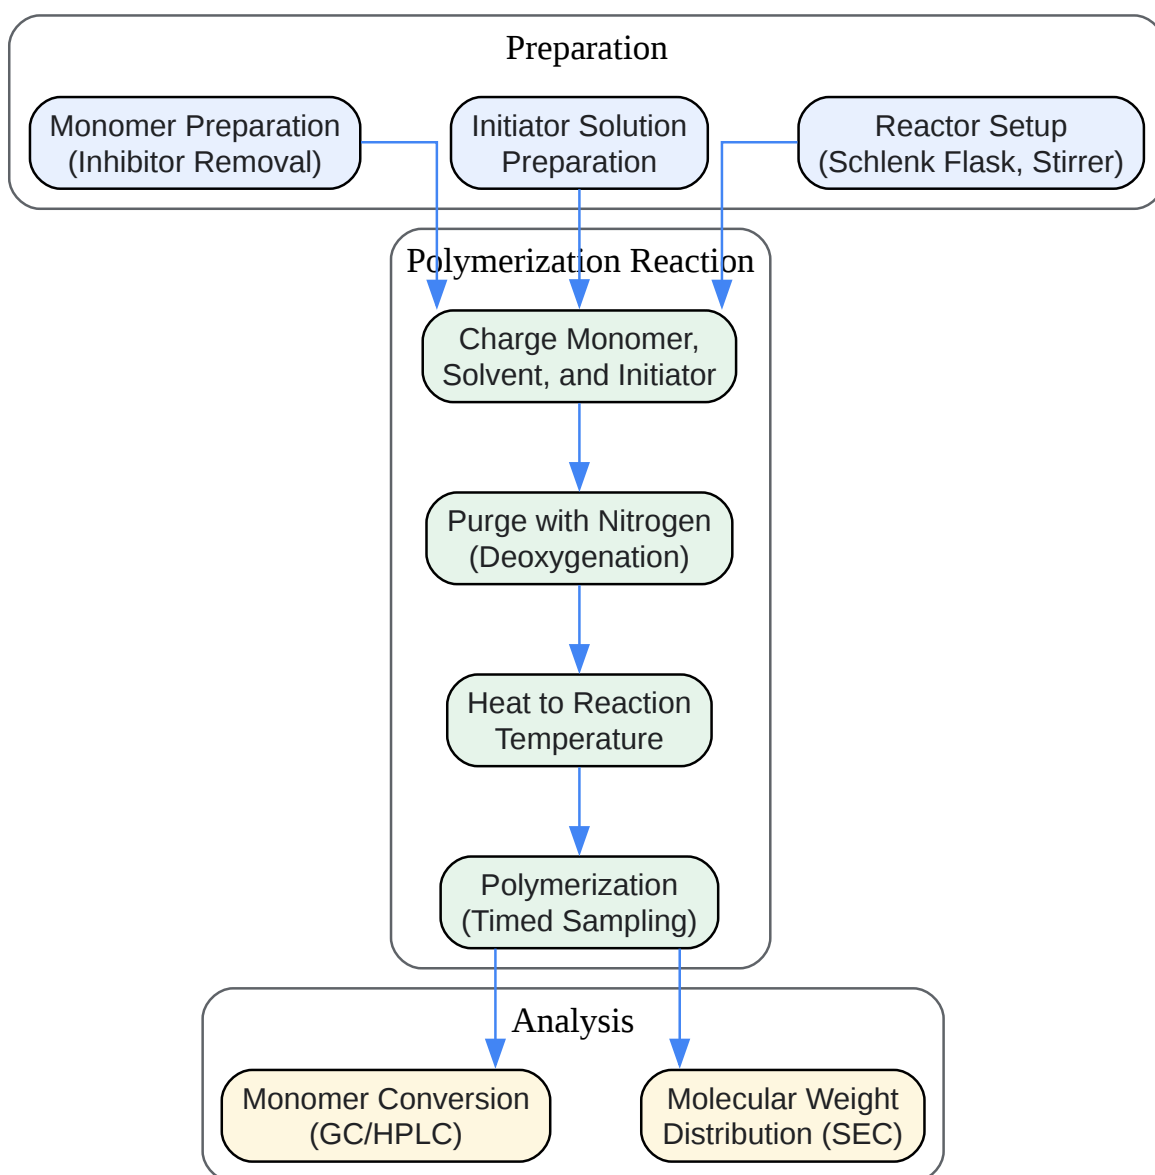 Preparation
Monomer Preparation
(Inhibitor Removal)
Initiator Solution
Preparation
Reactor Setup
(Schlenk Flask, Stirrer)
Polymerization Reaction
Charge Monomer,
Solvent, and Initiator
Purge with Nitrogen
(Deoxygenation)
Heat to Reaction
Temperature
Polymerization
(Timed Sampling)
Analysis
Monomer Conversion
(GC/HPLC)
Molecular Weight
Distribution (SEC)